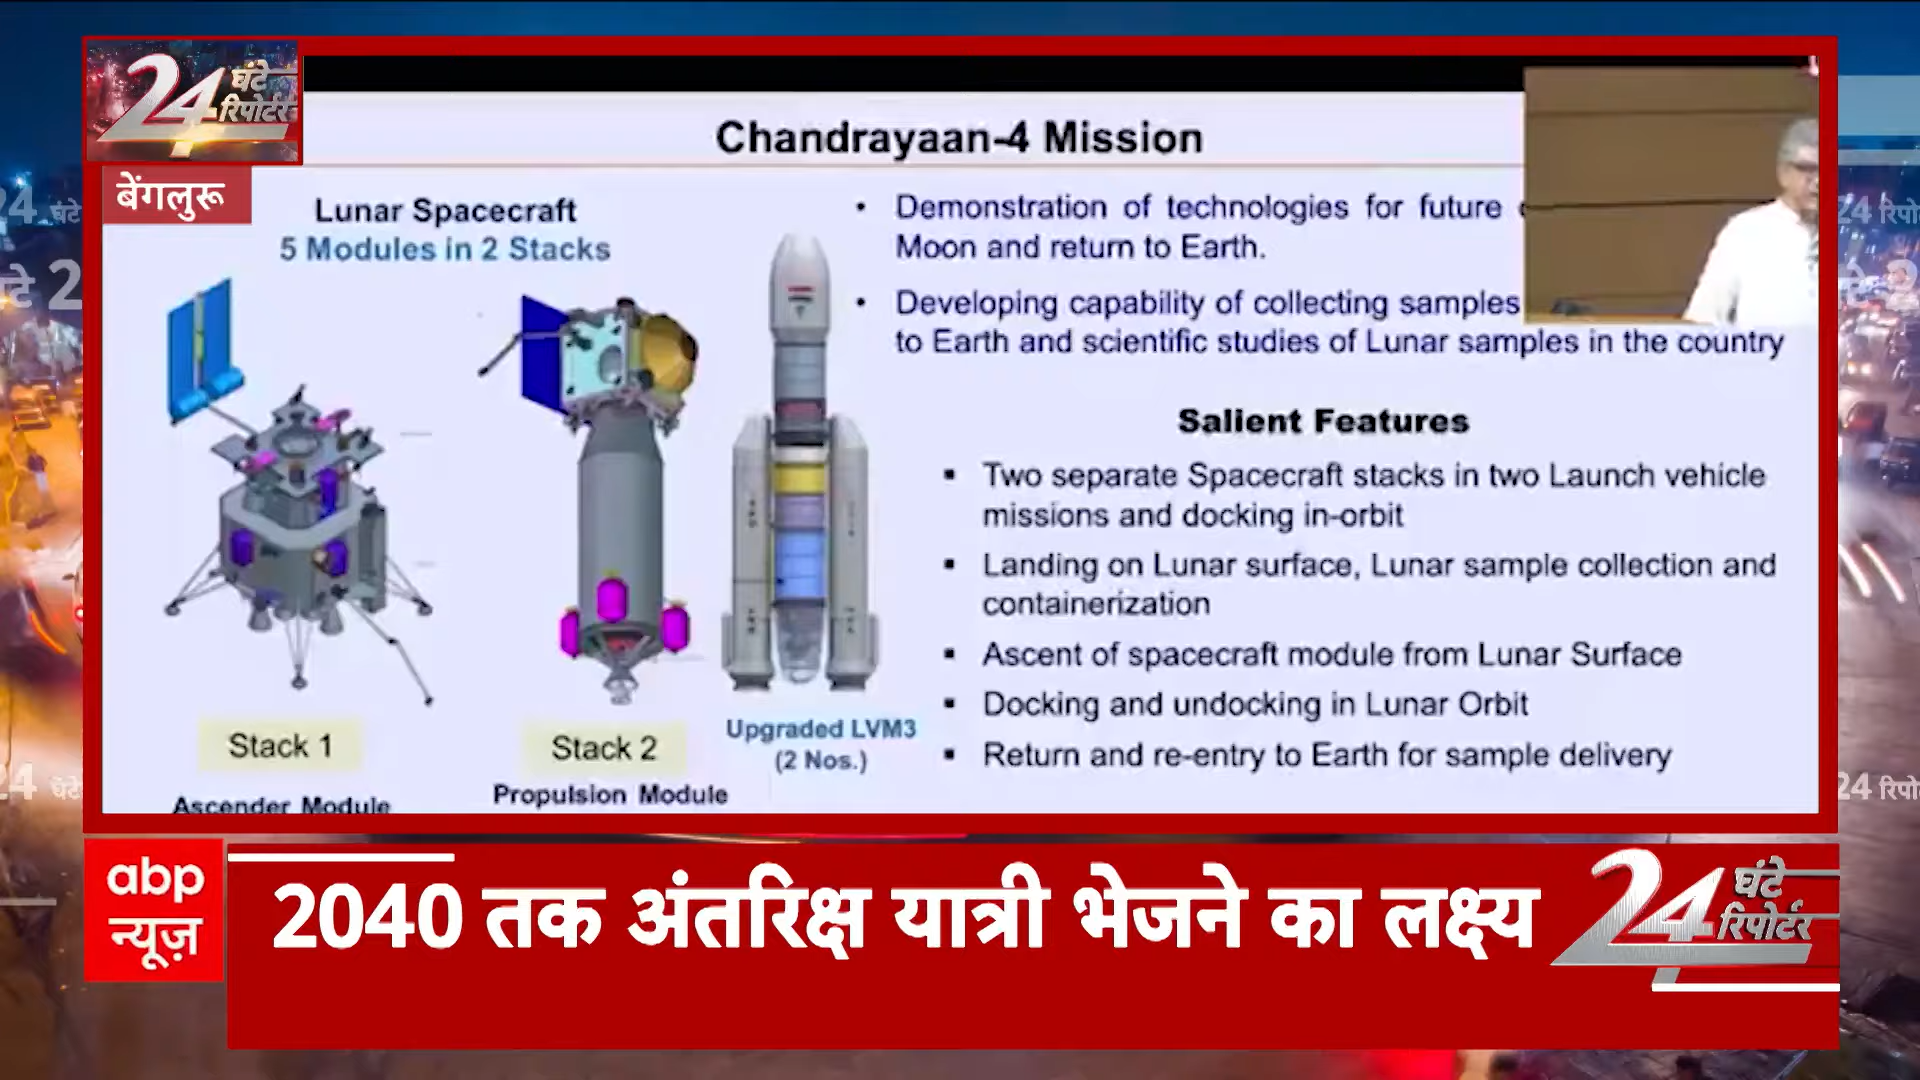 24 घंटे
रिपोर्टर
बेंगलुरू
Chandrayaan-4 Mission
Lunar Spacecraft
5 Modules in 2 Stacks
• Demonstration of technologies for future
Moon and return to Earth.
• Developing capability of collecting samples
to Earth and scientific studies of Lunar samples in the country
Salient Features
▪ Two separate Spacecraft stacks in two Launch vehicle
missions and docking in-orbit
▪ Landing on Lunar surface, Lunar sample collection and
containerization
▪ Ascent of spacecraft module from Lunar Surface
▪ Docking and undocking in Lunar Orbit
▪ Return and re-entry to Earth for sample delivery
Stack 1
Stack 2
Upgraded LVM3
(2 Nos.)
Ascender Module
Propulsion Module
abp
न्यूज़
2040 तक अंतरिक्ष यात्री भेजने का लक्ष्य
24 घंटे
रिपोर्टर